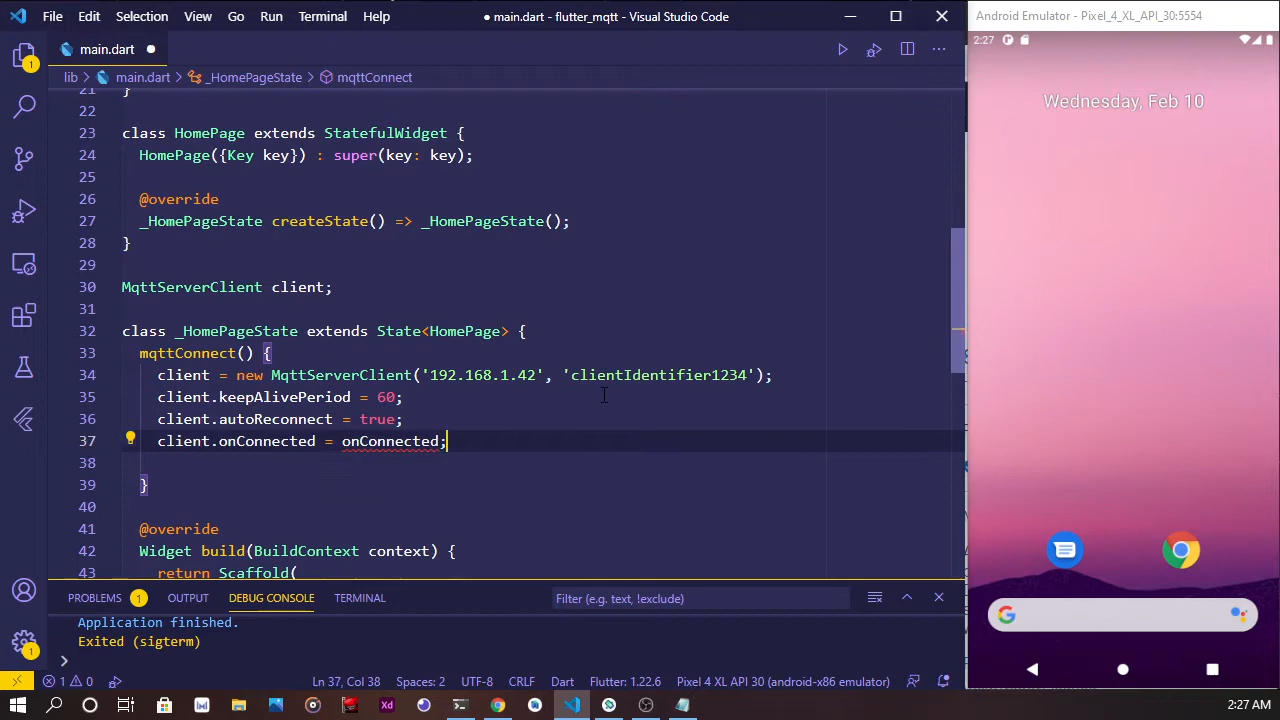 File Edit Selection View Go Run Terminal Help
● main.dart - flutter_mqtt - Visual Studio Code
Android Emulator - Pixel_4_XL_API_30:5554
main.dart ●
lib > main.dart > _HomePageState > mqttConnect
21 }
22
23 class HomePage extends StatefulWidget {
24 HomePage({Key key}) : super(key: key);
25
26 @override
27 _HomePageState createState() => _HomePageState();
28 }
29
30 MqttServerClient client;
31
32 class _HomePageState extends State<HomePage> {
33 mqttConnect() {
34 client = new MqttServerClient('192.168.1.42', 'clientIdentifier1234');
35 client.keepAlivePeriod = 60;
36 client.autoReconnect = true;
37 client.onConnected = onConnected;
38
39 }
40
41 @override
42 Widget build(BuildContext context) {
43 return Scaffold(
PROBLEMS 1 OUTPUT DEBUG CONSOLE TERMINAL Filter (e.g. text, !exclude)
Application finished.
Exited (sigterm)
>
1 0 Ln 37, Col 38 Spaces: 2 UTF-8 CRLF Dart Flutter: 1.22.6 Pixel 4 XL API 30 (android-x86 emulator)
2:27
Wednesday, Feb 10
1
1
Xd
2:27 AM